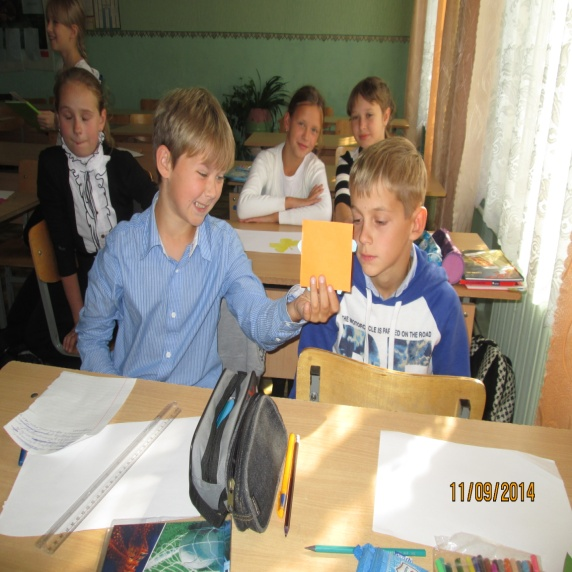 THE MOTORCYCLE IS PARKED ON THE ROAD
11/09/2014